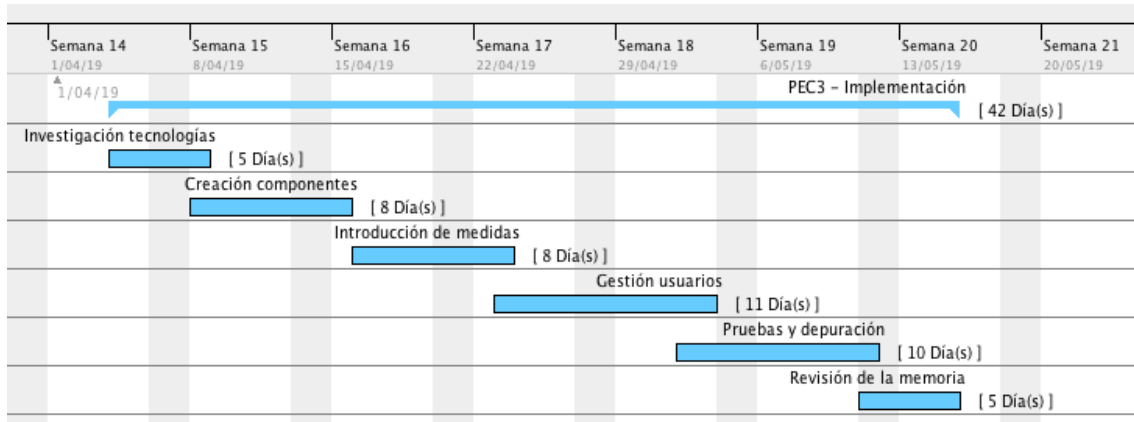 Semana 14 Semana 15 Semana 16 Semana 17 Semana 18 Semana 19 Semana 20 Semana 21
1/04/19 8/04/19 15/04/19 22/04/19 29/04/19 6/05/19 13/05/19 20/05/19
1/04/19
PEC3 - Implementación
[ 42 Día(s) ]
Investigación tecnologías
[ 5 Día(s) ]
Creación componentes
[ 8 Día(s) ]
Introducción de medidas
[ 8 Día(s) ]
Gestión usuarios
[ 11 Día(s) ]
Pruebas y depuración
[ 10 Día(s) ]
Revisión de la memoria
[ 5 Día(s) ]